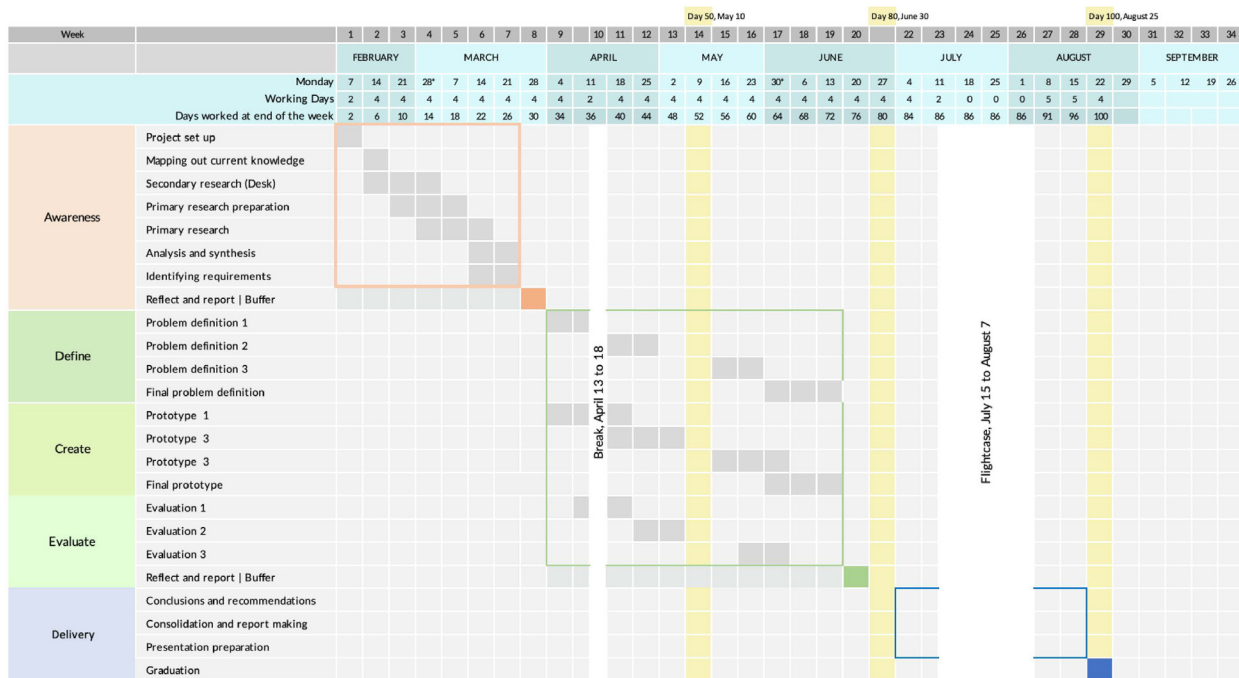 Day 50, May 10 Day 80, June 30 Day 100, August 25
Week 1 2 3 4 5 6 7 8 9 10 11 12 13 14 15 16 17 18 19 20 22 23 24 25 26 27 28 29 30 31 32 33 34
FEBRUARY MARCH APRIL MAY JUNE JULY AUGUST SEPTEMBER
Monday 7 14 21 28* 7 14 21 28 4 11 18 25 2 9 16 23 30* 6 13 20 27 4 11 18 25 1 8 15 22 29 5 12 19 26
Working Days 2 4 4 4 4 4 4 4 4 2 4 4 4 4 4 4 4 4 4 4 4 4 2 0 0 0 5 5 4
Days worked at end of the week 2 6 10 14 18 22 26 30 34 36 40 44 48 52 56 60 64 68 72 76 80 84 86 86 86 86 91 96 100
Awareness
Project set up
Mapping out current knowledge
Secondary research (Desk)
Primary research preparation
Primary research
Analysis and synthesis
Identifying requirements
Reflect and report | Buffer
Define
Problem definition 1
Problem definition 2
Problem definition 3
Final problem definition
Create
Prototype 1
Prototype 3
Prototype 3
Final prototype
Evaluate
Evaluation 1
Evaluation 2
Evaluation 3
Reflect and report | Buffer
Delivery
Conclusions and recommendations
Consolidation and report making
Presentation preparation
Graduation
Break, April 13 to 18
Flightcase, July 15 to August 7